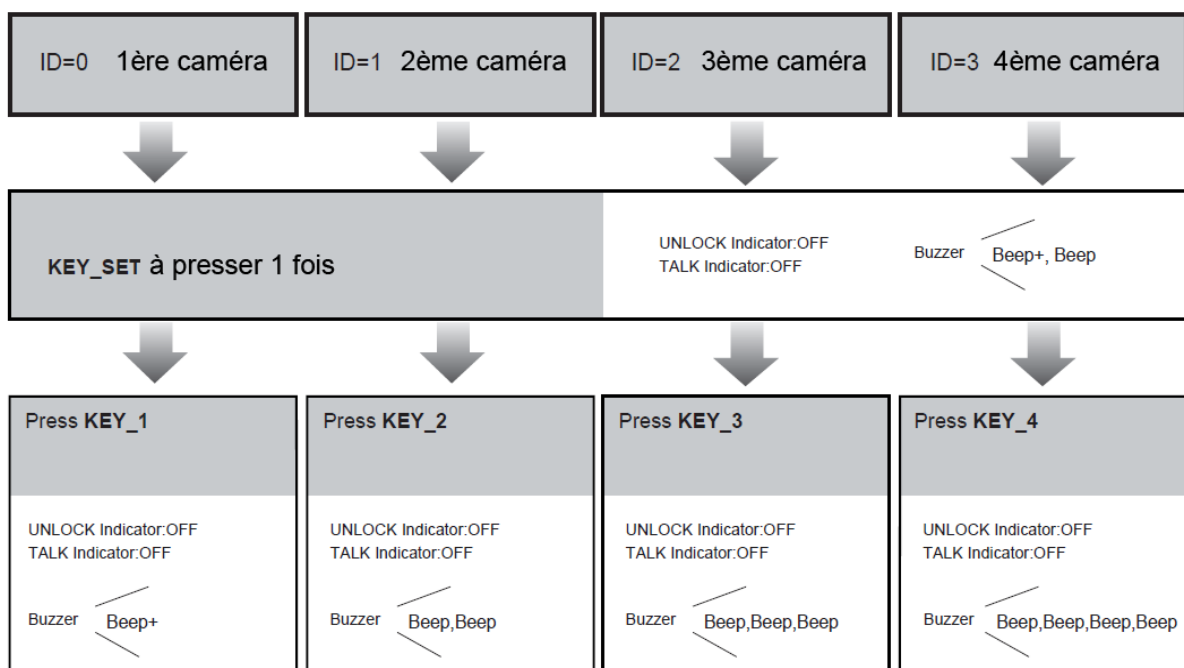 ID=0 1ère caméra
ID=1 2ème caméra
ID=2 3ème caméra
ID=3 4ème caméra
KEY_SET à presser 1 fois
UNLOCK Indicator:OFF
TALK Indicator:OFF
Buzzer Beep+, Beep
Press KEY_1
UNLOCK Indicator:OFF
TALK Indicator:OFF
Buzzer Beep+
Press KEY_2
UNLOCK Indicator:OFF
TALK Indicator:OFF
Buzzer Beep,Beep
Press KEY_3
UNLOCK Indicator:OFF
TALK Indicator:OFF
Buzzer Beep,Beep,Beep
Press KEY_4
UNLOCK Indicator:OFF
TALK Indicator:OFF
Buzzer Beep,Beep,Beep,Beep